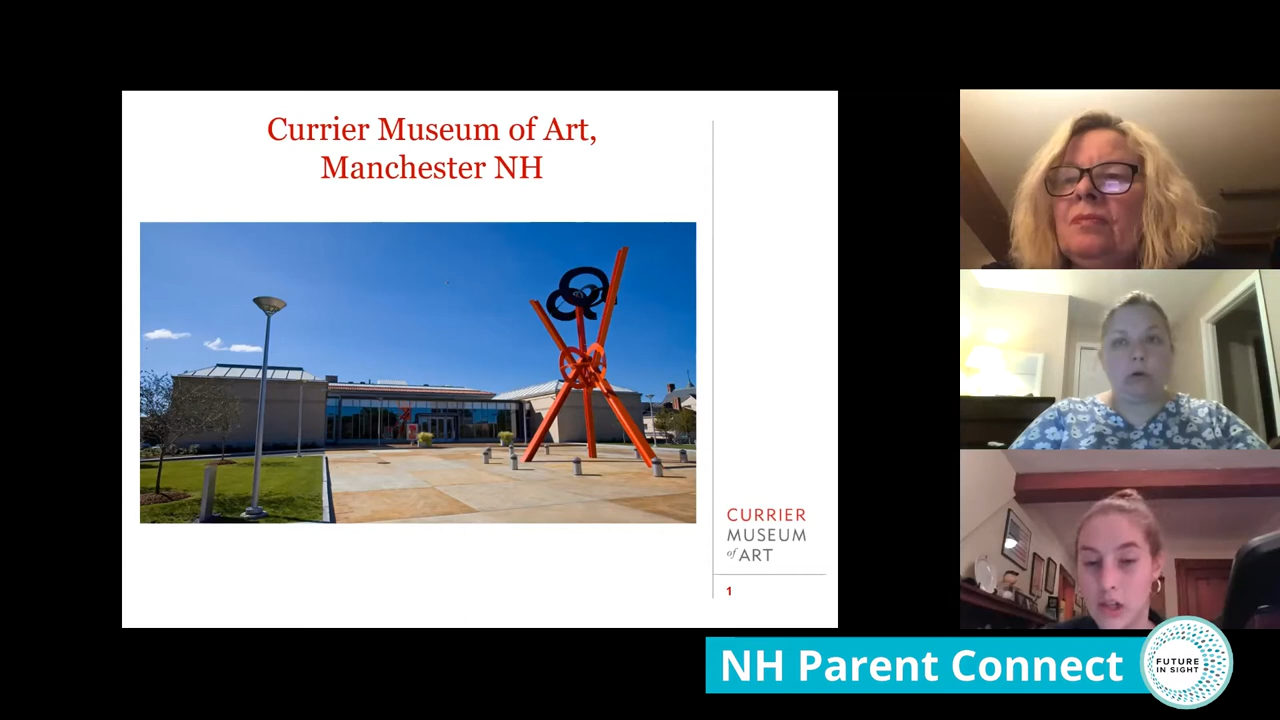 Currier Museum of Art,
Manchester NH
CURRIER
MUSEUM
of ART
1
NH Parent Connect
FUTURE
IN SIGHT